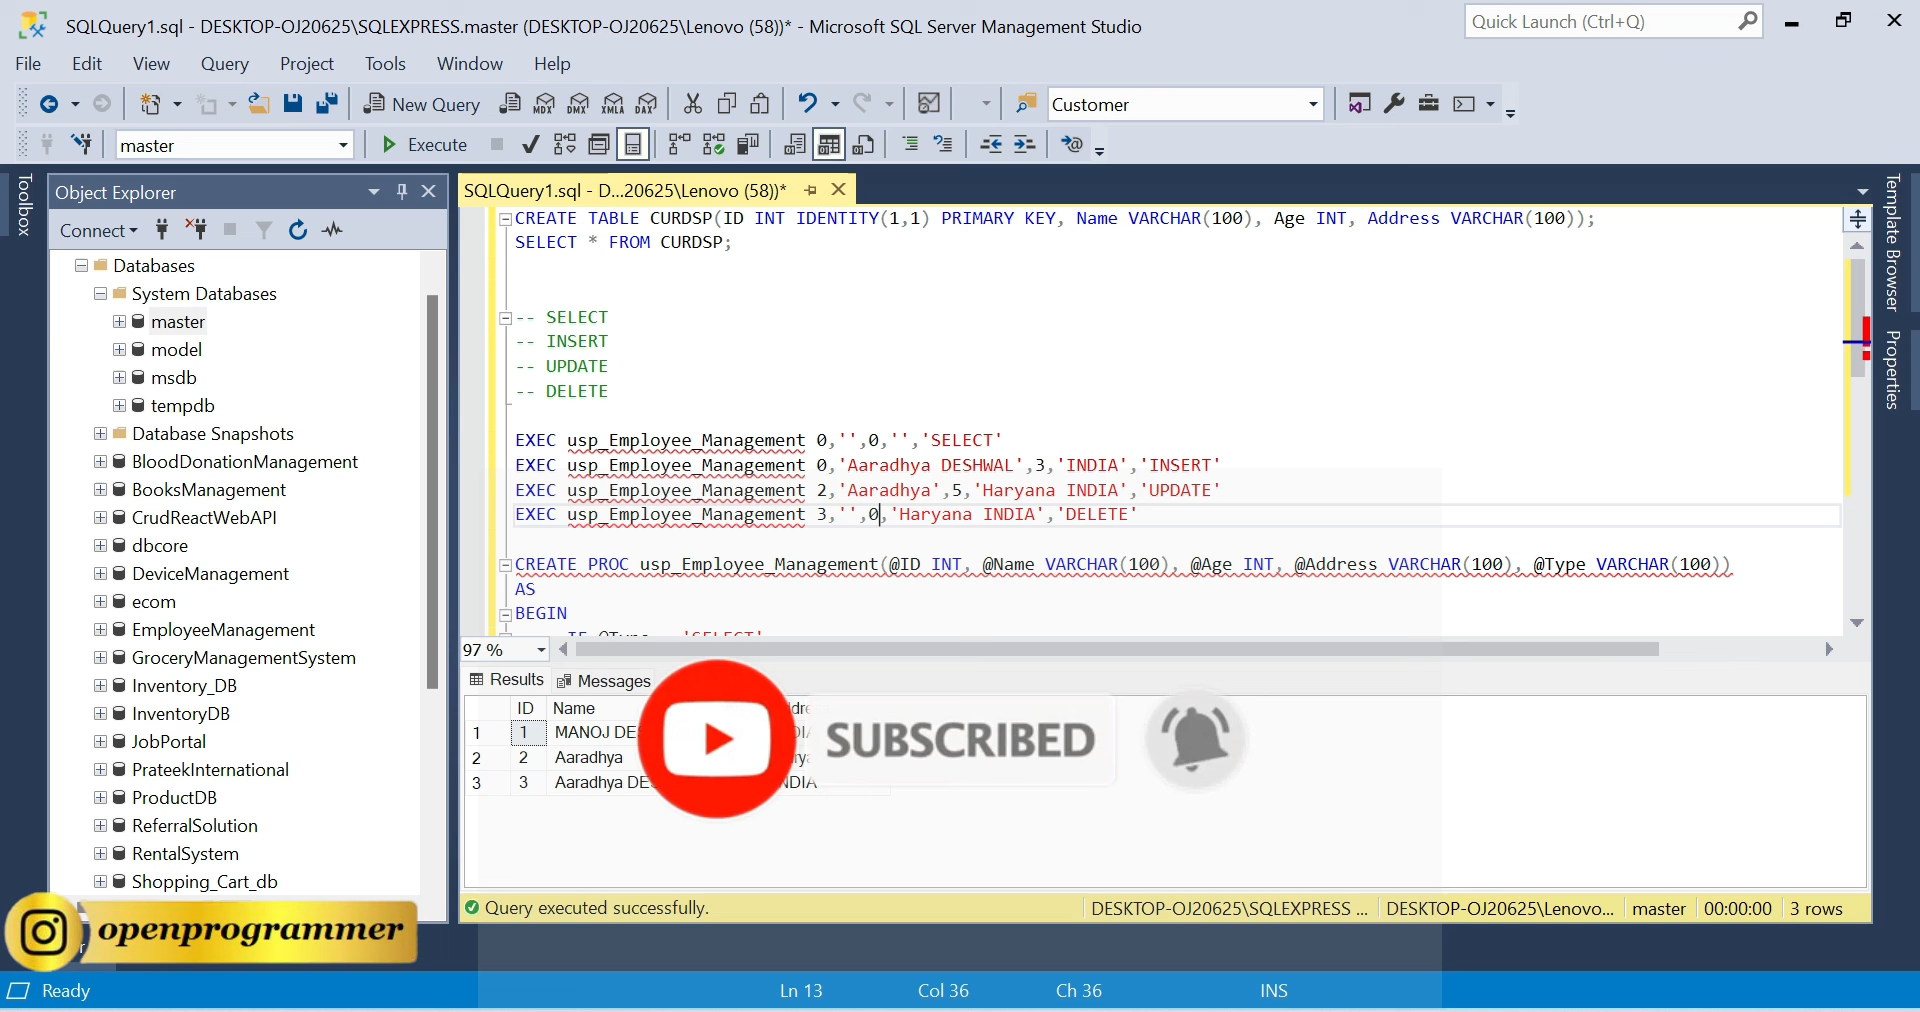 SQLQuery1.sql - DESKTOP-OJ20625\SQLEXPRESS.master (DESKTOP-OJ20625\Lenovo (58))* - Microsoft SQL Server Management Studio
Quick Launch (Ctrl+Q)
File Edit View Query Project Tools Window Help
New Query MDX DMX XMLA DAX Customer
master Execute
Toolbox
Object Explorer
Connect
Databases
System Databases
master
model
msdb
tempdb
Database Snapshots
BloodDonationManagement
BooksManagement
CrudReactWebAPI
dbcore
DeviceManagement
ecom
EmployeeManagement
GroceryManagementSystem
Inventory_DB
InventoryDB
JobPortal
PrateekInternational
ProductDB
ReferralSolution
RentalSystem
Shopping_Cart_db
SQLQuery1.sql - D...20625\Lenovo (58))*
CREATE TABLE CURDSP(ID INT IDENTITY(1,1) PRIMARY KEY, Name VARCHAR(100), Age INT, Address VARCHAR(100));
SELECT * FROM CURDSP;
-- SELECT
-- INSERT
-- UPDATE
-- DELETE
EXEC usp_Employee_Management 0,'',0,'','SELECT'
EXEC usp_Employee_Management 0,'Aaradhya DESHWAL',3,'INDIA','INSERT'
EXEC usp_Employee_Management 2,'Aaradhya',5,'Haryana INDIA','UPDATE'
EXEC usp_Employee_Management 3,'',0,'Haryana INDIA','DELETE'
CREATE PROC usp_Employee_Management(@ID INT, @Name VARCHAR(100), @Age INT, @Address VARCHAR(100), @Type VARCHAR(100))
AS
BEGIN
97 %
Results Messages
ID Name
1 1 MANOJ DE
2 2 Aaradhya
3 3 Aaradhya DE
SUBSCRIBED
Query executed successfully.
DESKTOP-OJ20625\SQLEXPRESS ... DESKTOP-OJ20625\Lenovo... master 00:00:00 3 rows
Template Browser
Properties
openprogrammer
Ready Ln 13 Col 36 Ch 36 INS